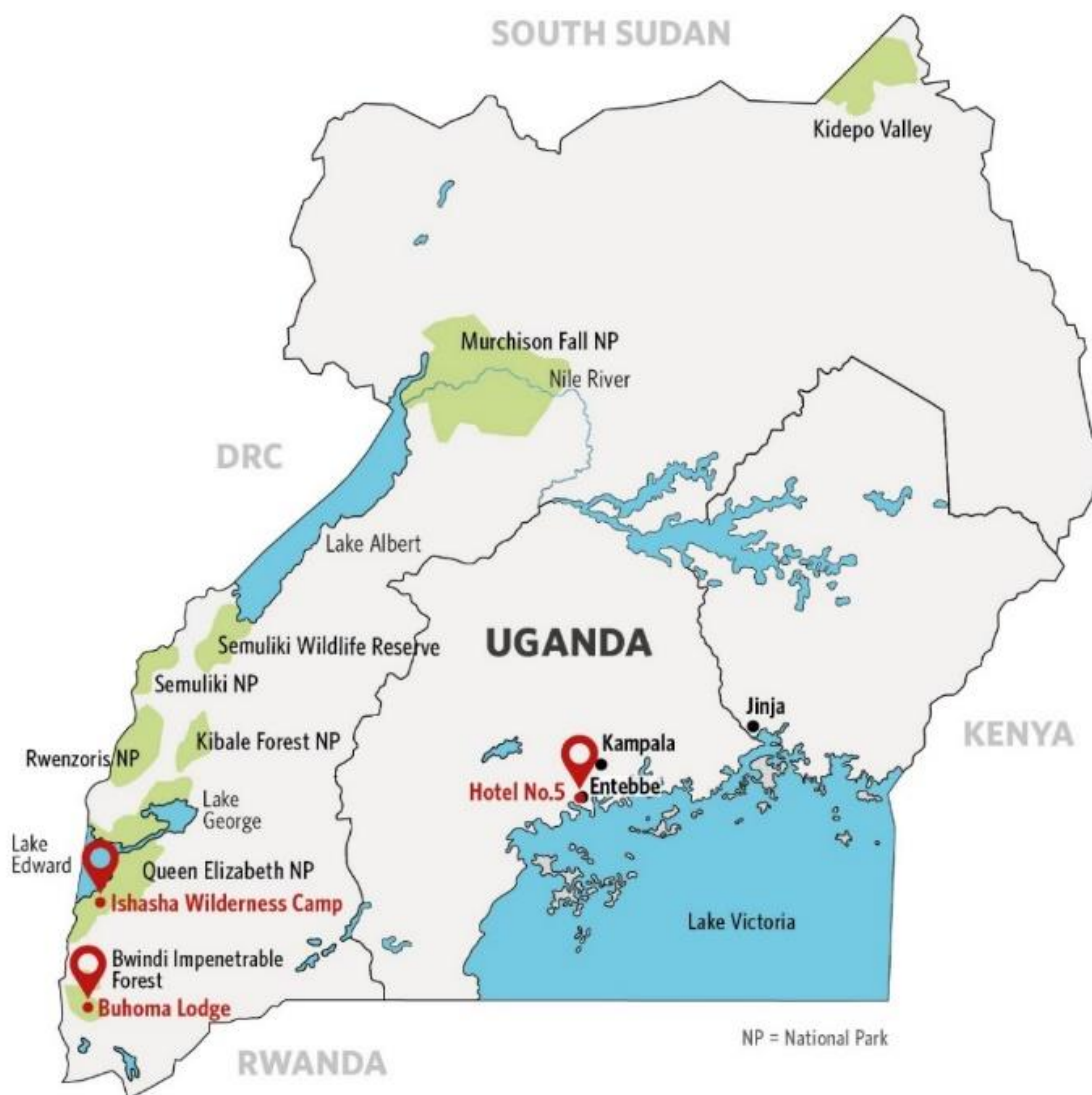 SOUTH SUDAN
Kidepo Valley
Murchison Fall NP
Nile River
DRC
Lake Albert
UGANDA
Semuliki Wildlife Reserve
Semuliki NP
Jinja
KENYA
Kibale Forest NP
Rwenzoris NP
Kampala
Entebbe
Hotel No.5
Lake
George
Lake
Edward
Queen Elizabeth NP
Ishasha Wilderness Camp
Lake Victoria
Bwindi Impenetrable
Forest
Buhoma Lodge
NP = National Park
RWANDA